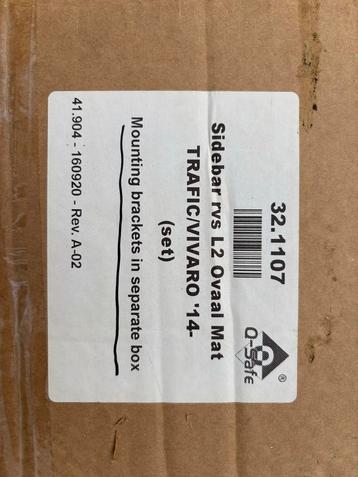 32.1107
Q-Safe
®
Sidebar rvs L2 Ovaal Mat
TRAFIC/VIVARO '14-
(set)
Mounting brackets in separate box
41.904 - 160920 - Rev. A-02